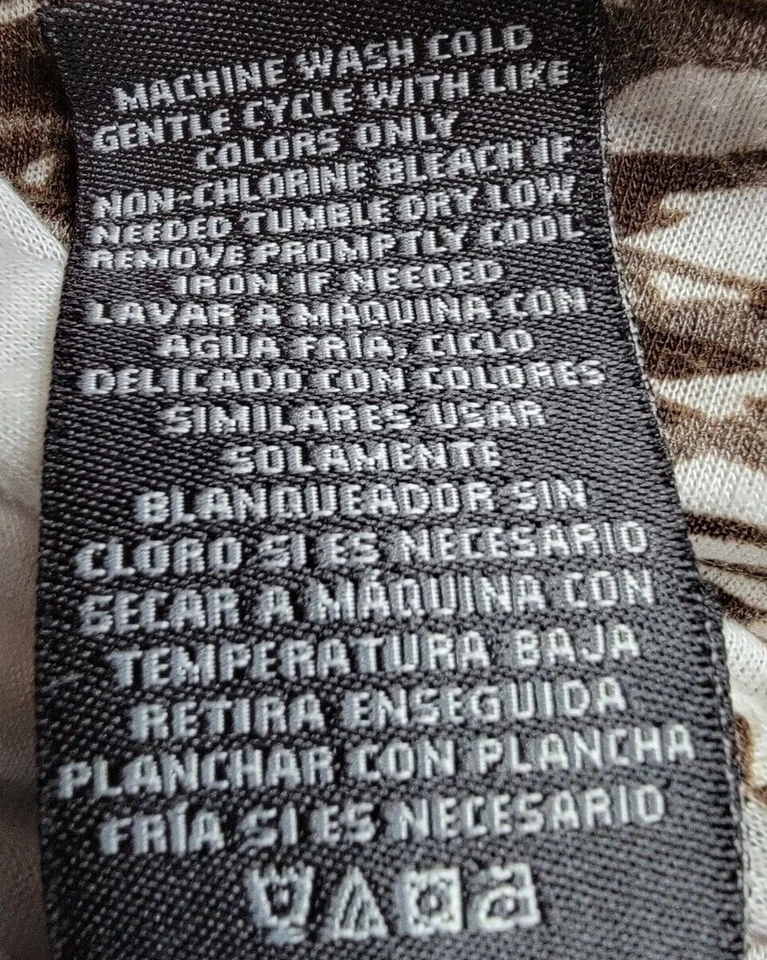 MACHINE WASH COLD
GENTLE CYCLE WITH LIKE
COLORS ONLY
NON-CHLORINE BLEACH IF
NEEDED TUMBLE DRY LOW
REMOVE PROMPTLY COOL
IRON IF NEEDED
LAVAR A MÁQUINA CON
AGUA FRÍA, CICLO
DELICADO CON COLORES
SIMILARES USAR
SOLAMENTE
BLANQUEADOR SIN
CLORO SI ES NECESARIO
SECAR A MÁQUINA CON
TEMPERATURA BAJA
RETIRA ENSEGUIDA
PLANCHAR CON PLANCHA
FRÍA SI ES NECESARIO